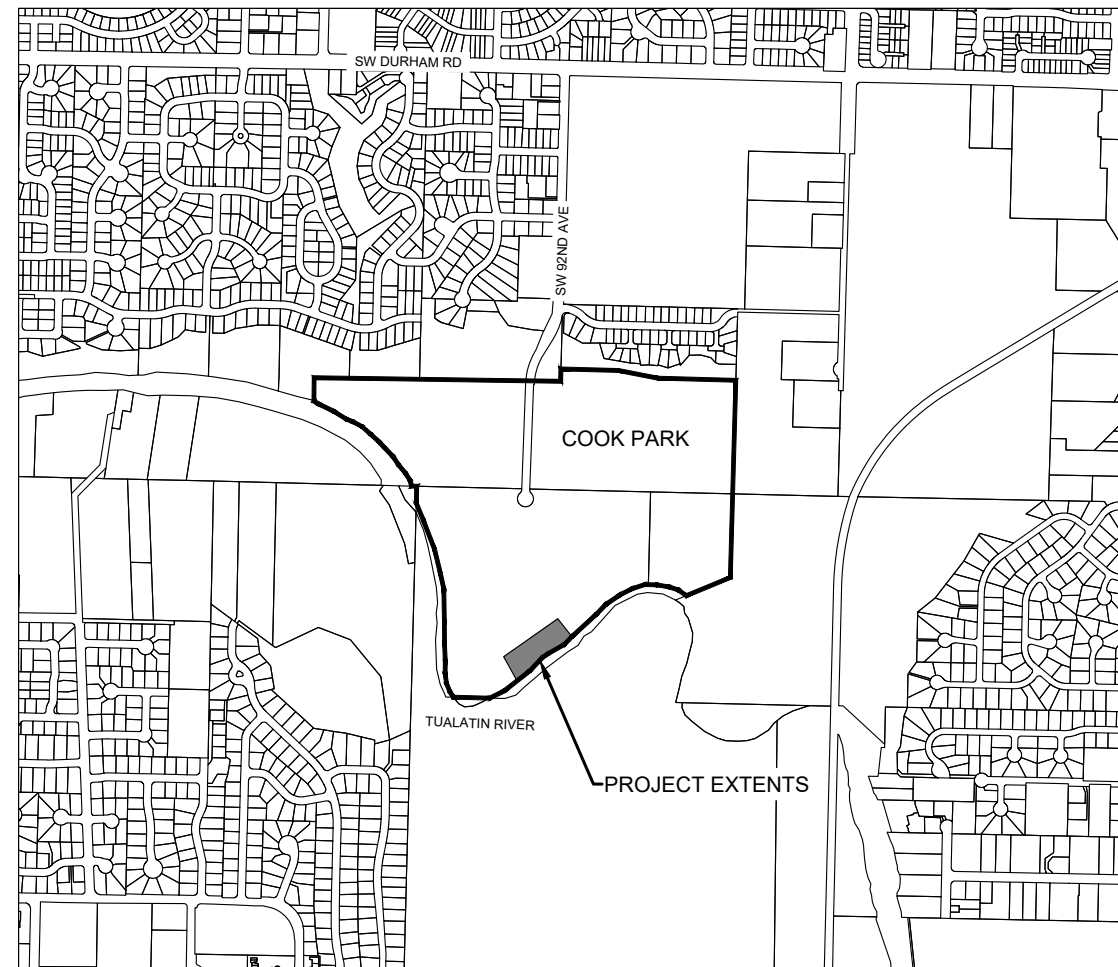 SW DURHAM RD
SW 92ND AVE
COOK PARK
TUALATIN RIVER
PROJECT EXTENTS